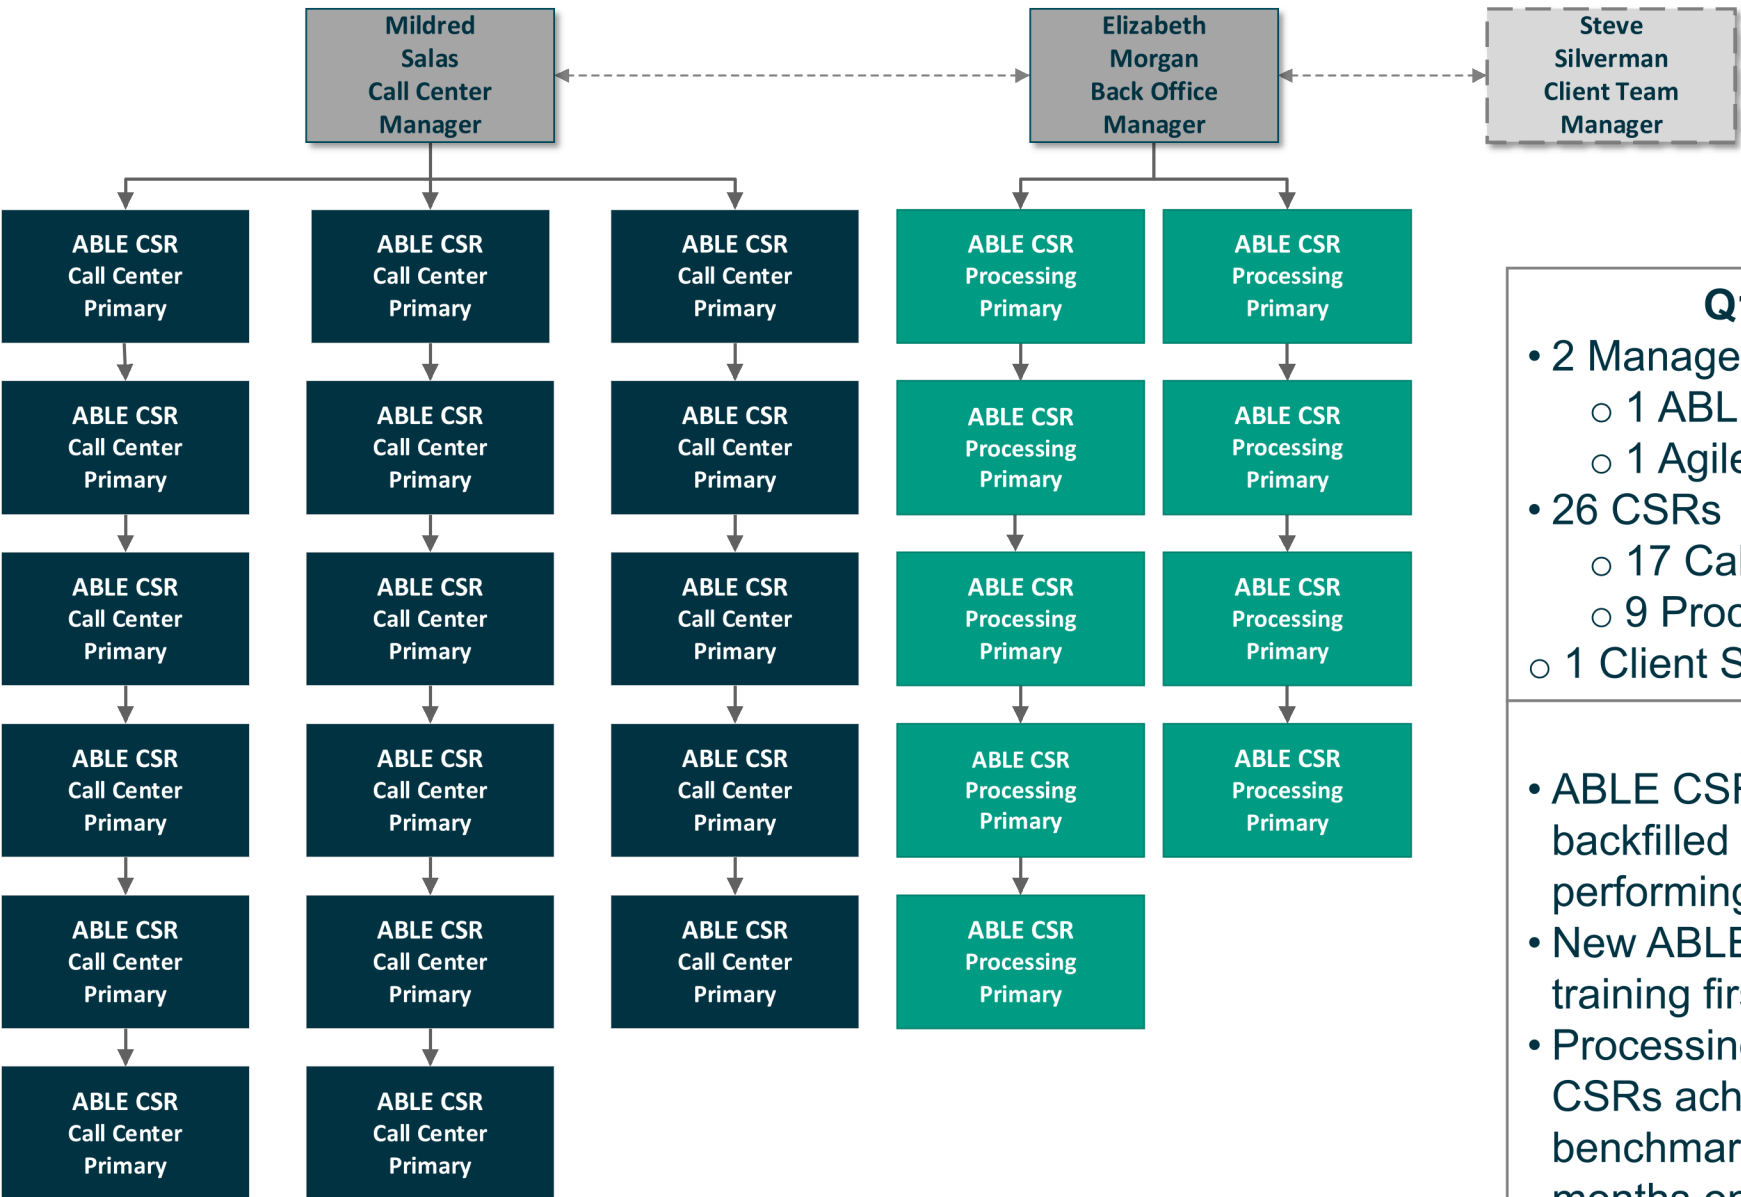 Mildred
Salas
Call Center
Manager
Elizabeth
Morgan
Back Office
Manager
Steve
Silverman
Client Team
Manager
ABLE CSR
Call Center
Primary
ABLE CSR
Call Center
Primary
ABLE CSR
Call Center
Primary
ABLE CSR
Processing
Primary
ABLE CSR
Processing
Primary
ABLE CSR
Call Center
Primary
ABLE CSR
Call Center
Primary
ABLE CSR
Call Center
Primary
ABLE CSR
Processing
Primary
ABLE CSR
Processing
Primary
ABLE CSR
Call Center
Primary
ABLE CSR
Call Center
Primary
ABLE CSR
Call Center
Primary
ABLE CSR
Processing
Primary
ABLE CSR
Processing
Primary
ABLE CSR
Call Center
Primary
ABLE CSR
Call Center
Primary
ABLE CSR
Call Center
Primary
ABLE CSR
Processing
Primary
ABLE CSR
Processing
Primary
ABLE CSR
Call Center
Primary
ABLE CSR
Call Center
Primary
ABLE CSR
Call Center
Primary
ABLE CSR
Processing
Primary
ABLE CSR
Call Center
Primary
ABLE CSR
Call Center
Primary
• 2 Manage
○ 1 ABL
○ 1 Agile
• 26 CSRs
○ 17 Cal
○ 9 Proc
○ 1 Client S
• ABLE CSR
backfilled
performing
• New ABLE
training firs
• Processing
CSRs ach
benchmar